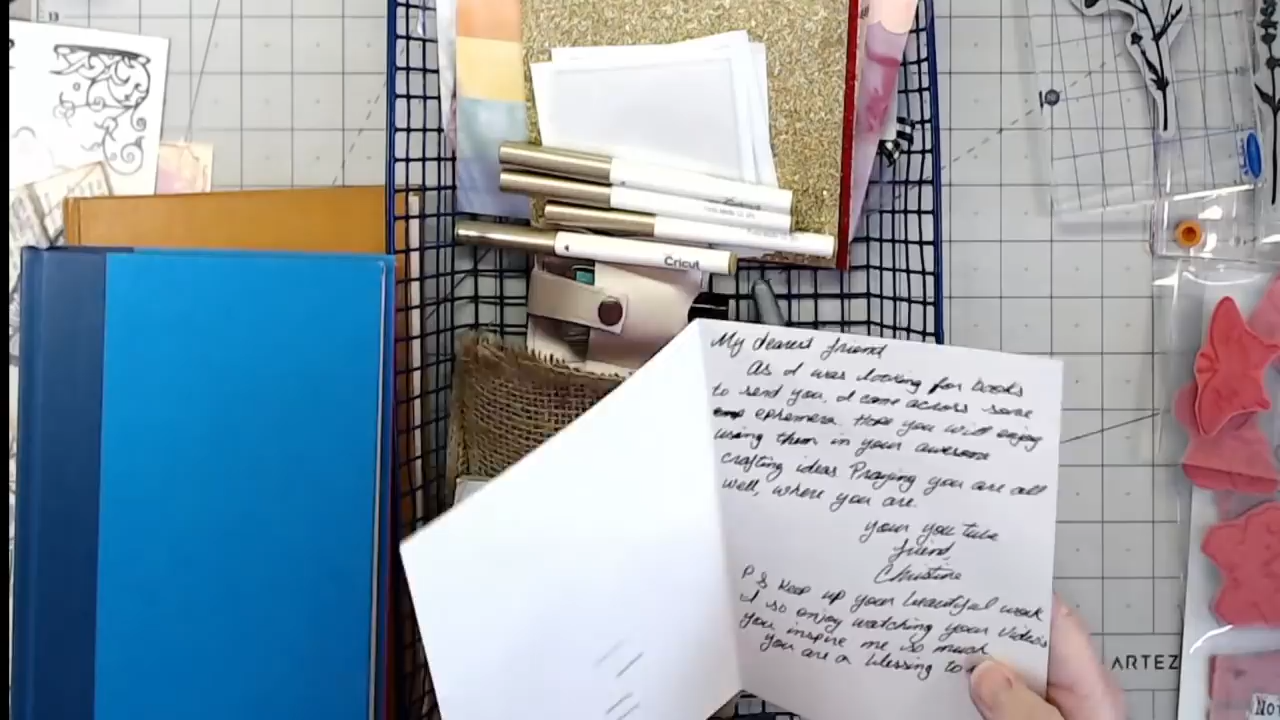 Cricut
My dearest friend
As I was looking for books
to send you, I came across some
ephemera. Hope you will enjoy
using them in your awesome
crafting ideas Praying you are all
well, where you are.
your you tube
friend,
Christine
P S Keep up your beautiful work
I so enjoy watching your Video's
you inspire me so much
you are a blessing to
ARTEZ